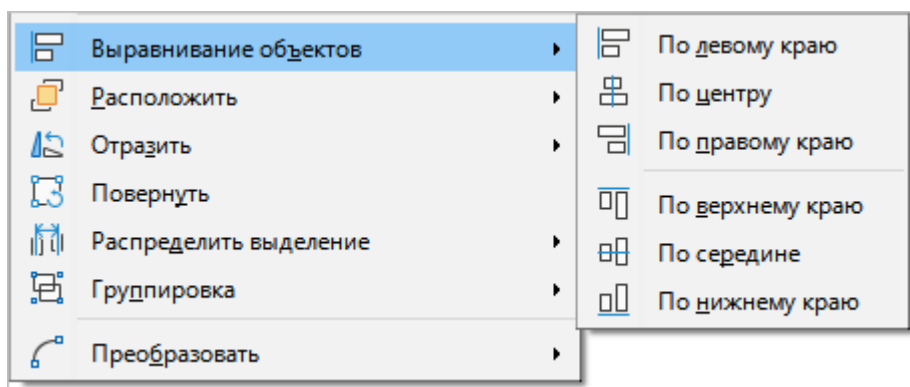 Выравнивание объектов
Расположить
Отразить
Повернуть
Распределить выделение
Группировка
Преобразовать
По левому краю
По центру
По правому краю
По верхнему краю
По середине
По нижнему краю